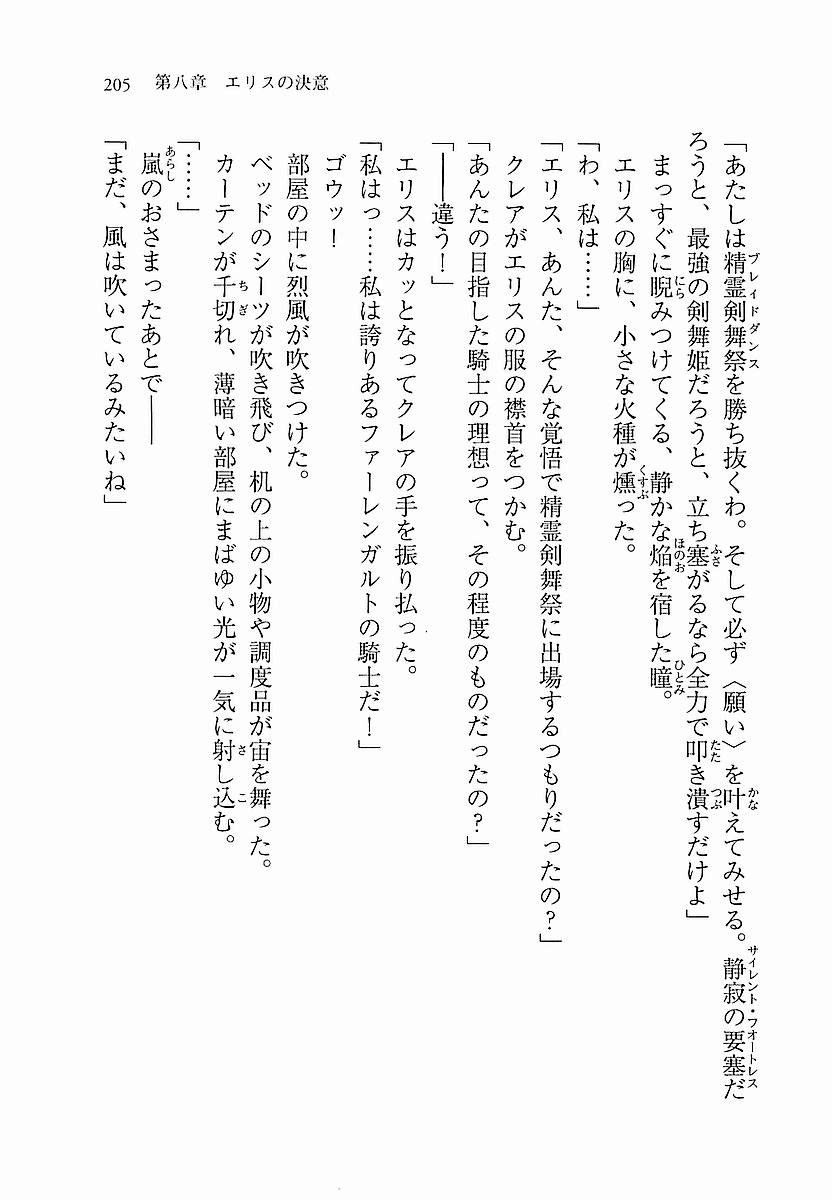 205 第八章 エリスの決意
「あたしは精霊剣舞祭を勝ち抜くわ。そして必ず〈願い〉を叶えてみせる。静寂の要塞だ
ブレイドダンス
かな
サイレント・フォートレス
ろうと、最強の剣舞姫だろうと、立ち塞がるなら全力で叩き潰すだけよ」
ふさ
たた
つぶ
まっすぐに睨みつけてくる、静かな焔を宿した瞳。
にら
ほのお
ひとみ
エリスの胸に、小さな火種が燻った。
くすぶ
「わ、私は……」
「エリス、あんた、そんな覚悟で精霊剣舞祭に出場するつもりだったの?」
クレアがエリスの服の襟首をつかむ。
「あんたの目指した騎士の理想って、その程度のものだったの?」
「――違う!」
エリスはカッとなってクレアの手を振り払った。
「私はっ……私は誇りあるファーレンガルトの騎士だ!」
ゴウッ!
部屋の中に烈風が吹きつけた。
ベッドのシーツが吹き飛び、机の上の小物や調度品が宙を舞った。
カーテンが千切れ、薄暗い部屋にまばゆい光が一気に射し込む。
ちぎ
さ
こ
「……」
嵐のおさまったあとで――
あらし
「まだ、風は吹いているみたいね」